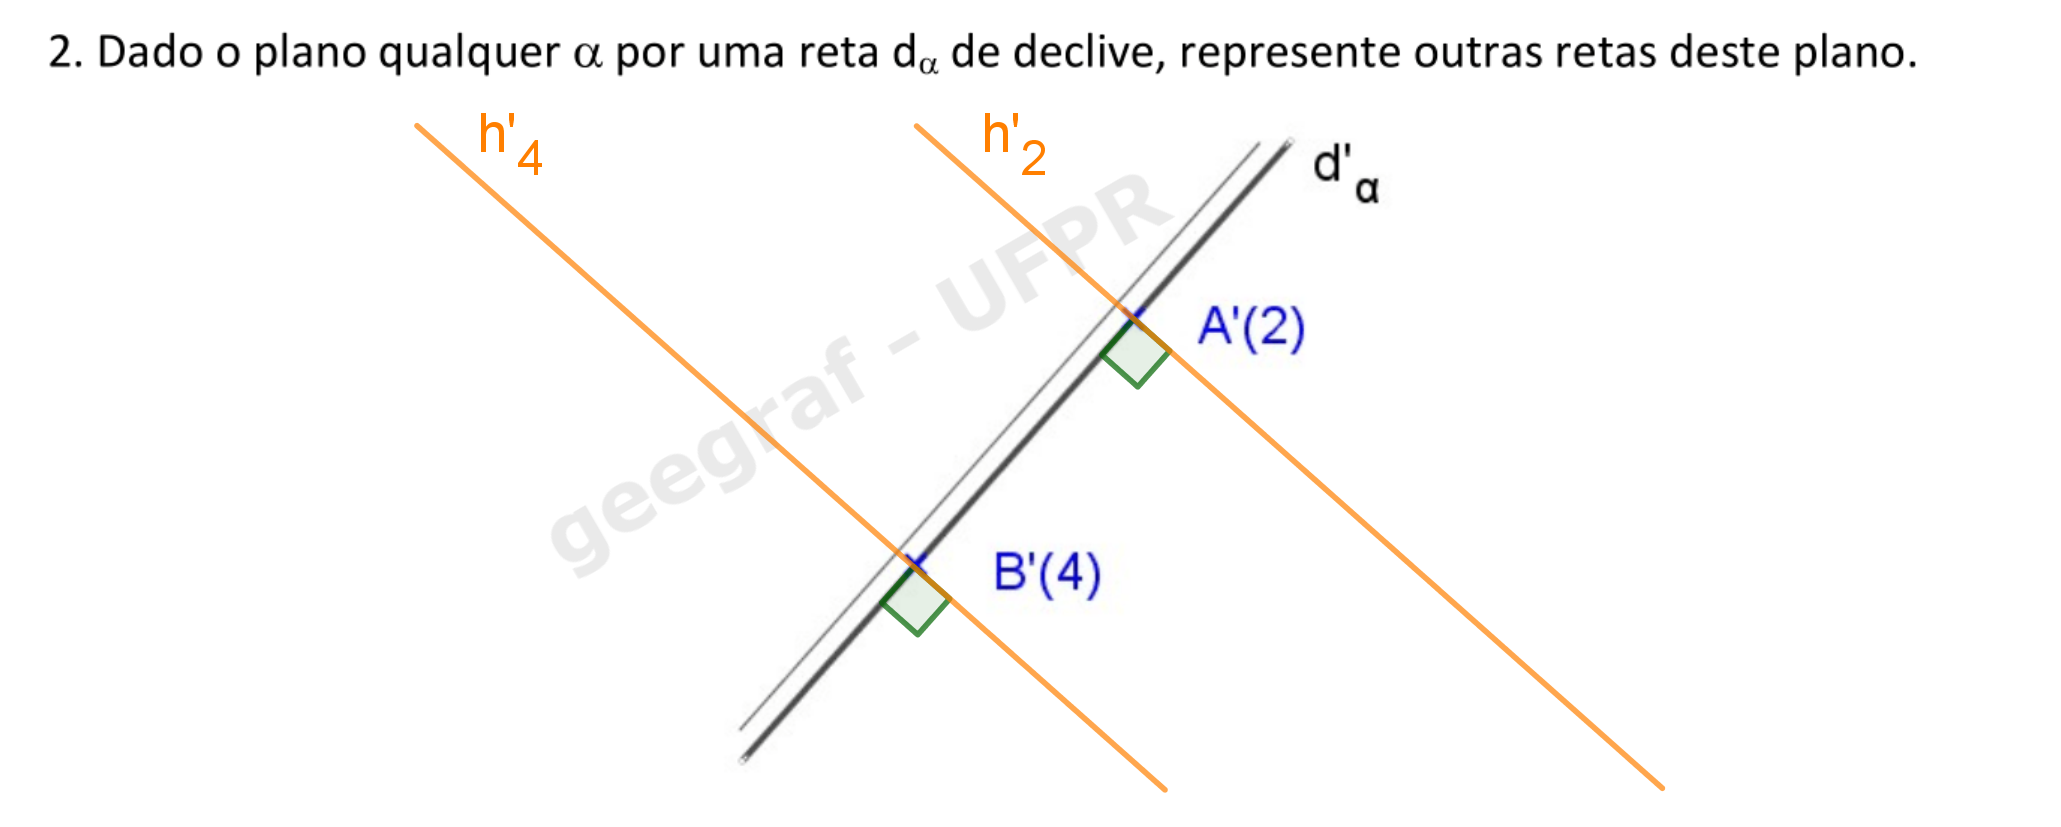 2. Dado o plano qualquer α por uma reta dα de declive, represente outras retas deste plano.
h'4
h'2
d'α
A'(2)
geegraf - UFPR
B'(4)